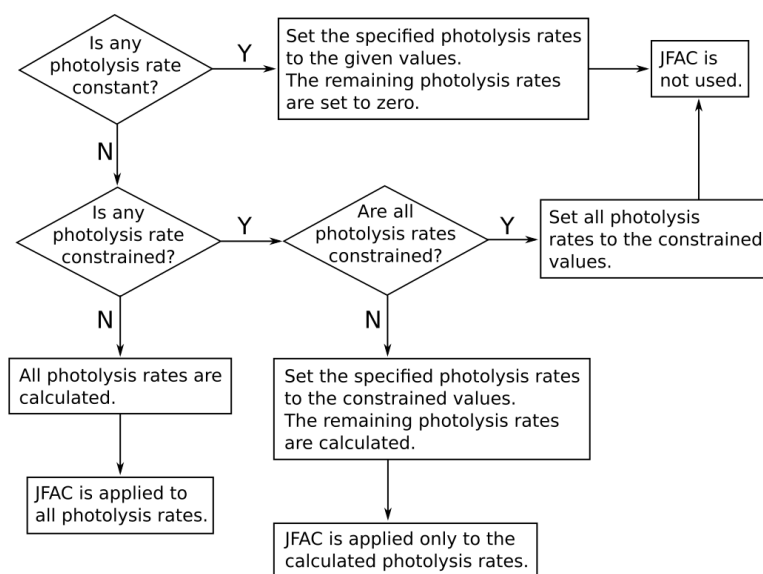 Is any
photolysis rate
constant?
Y
Set the specified photolysis rates
to the given values.
The remaining photolysis rates
are set to zero.
JFAC is
not used.
N
Is any
photolysis rate
constrained?
Y
Are all
photolysis rates
constrained?
Y
Set all photolysis
rates to the constrained
values.
N
N
All photolysis rates are
calculated.
Set the specified photolysis rates
to the constrained values.
The remaining photolysis rates
are calculated.
JFAC is applied to
all photolysis rates.
JFAC is applied only to the
calculated photolysis rates.